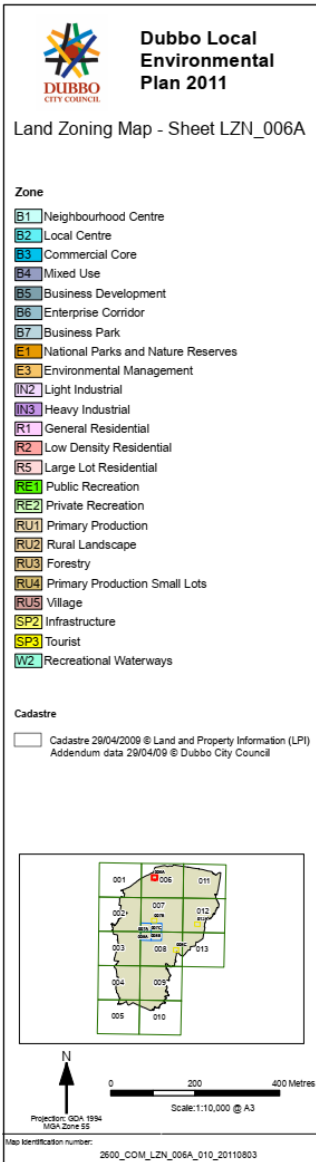 DUBBO
CITY COUNCIL
Dubbo Local
Environmental
Plan 2011
Land Zoning Map - Sheet LZN_006A
Zone
B1 Neighbourhood Centre
B2 Local Centre
B3 Commercial Core
B4 Mixed Use
B5 Business Development
B6 Enterprise Corridor
B7 Business Park
E1 National Parks and Nature Reserves
E3 Environmental Management
IN2 Light Industrial
IN3 Heavy Industrial
R1 General Residential
R2 Low Density Residential
R5 Large Lot Residential
RE1 Public Recreation
RE2 Private Recreation
RU1 Primary Production
RU2 Rural Landscape
RU3 Forestry
RU4 Primary Production Small Lots
RU5 Village
SP2 Infrastructure
SP3 Tourist
W2 Recreational Waterways
Cadastre
Cadastre 29/04/2009 © Land and Property Information (LPI)
Addendum data 29/04/09 © Dubbo City Council
001 006 011
007
002 012
003 008 013
004 009
005 010
N
0 200 400 Metres
Scale:1:10,000 @ A3
Projection: GDA 1994
MGA Zone 55
Map identification number:
2600_COM_LZN_006A_010_20110803